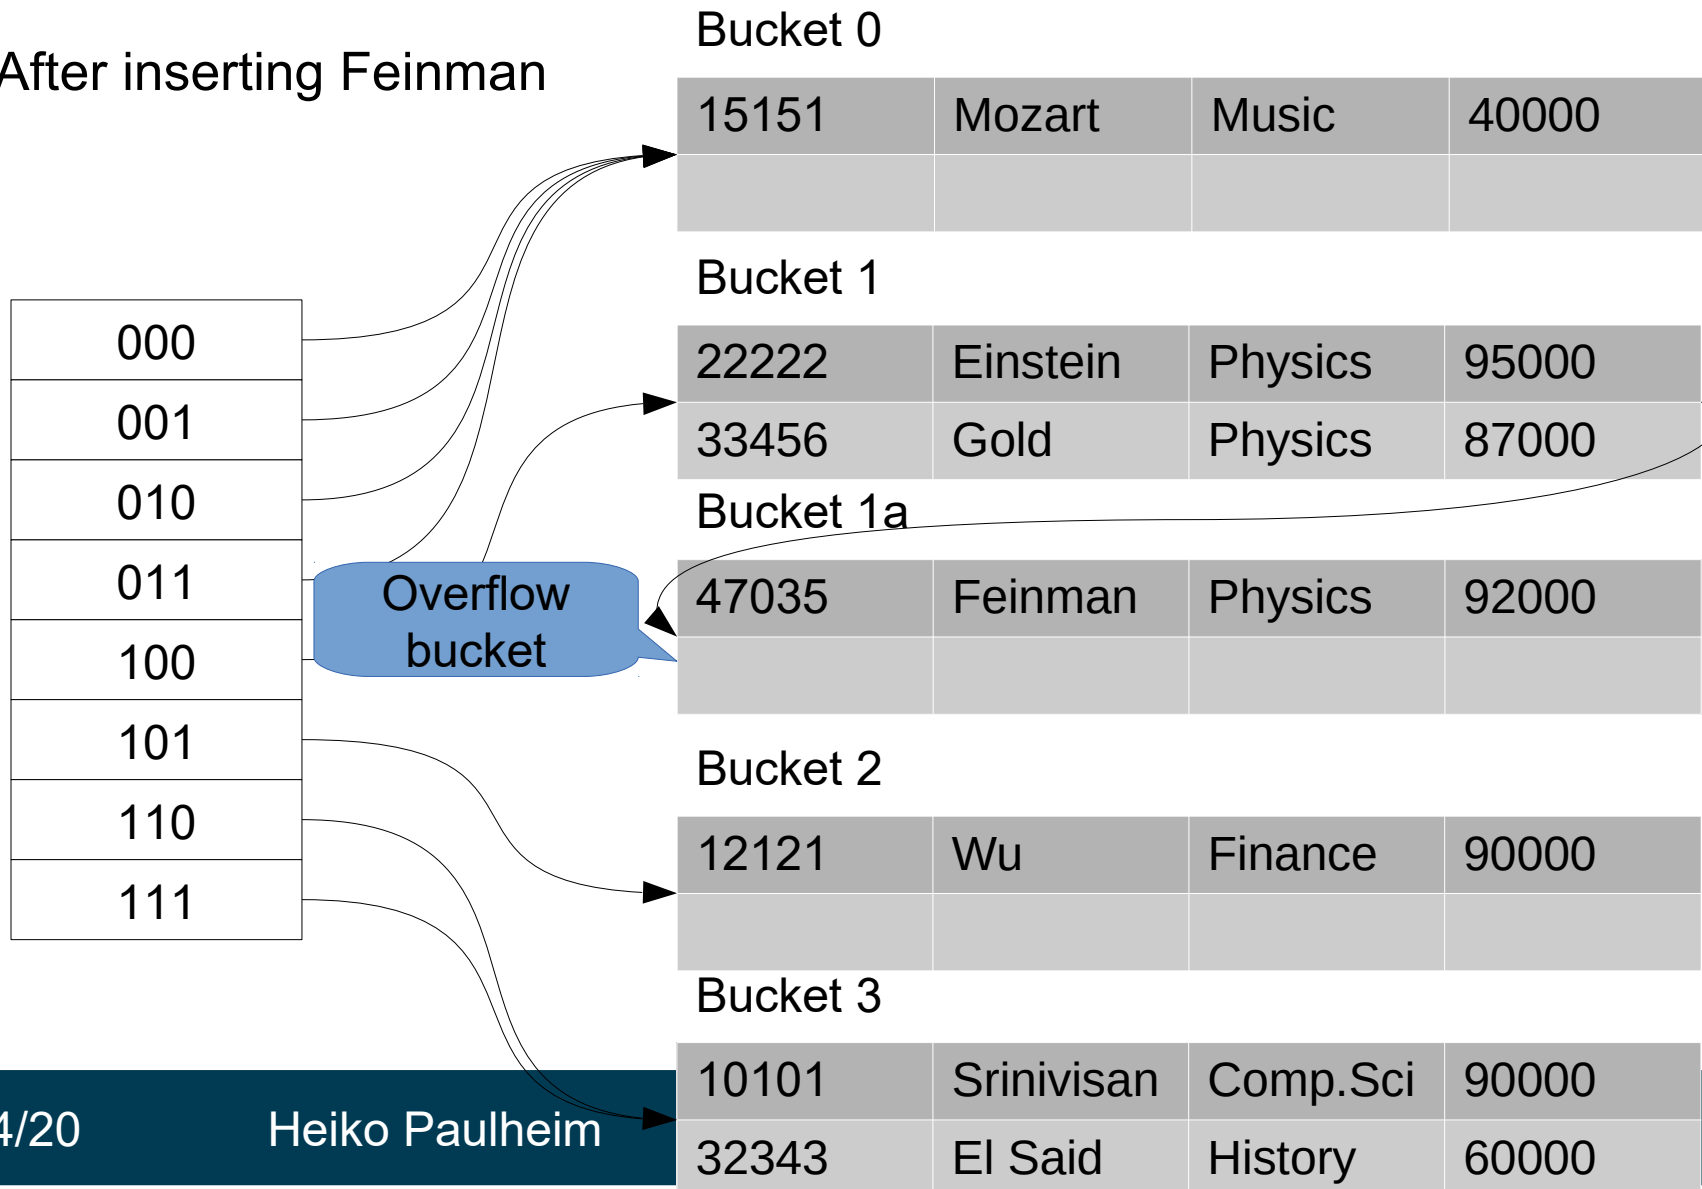 After inserting Feinman
Bucket 0
15151 Mozart Music 40000
Bucket 1
22222 Einstein Physics 95000
33456 Gold Physics 87000
Bucket 1a
47035 Feinman Physics 92000
Bucket 2
12121 Wu Finance 90000
Bucket 3
10101 Srinivisan Comp.Sci 90000
32343 El Said History 60000
000
001
010
011
100
101
110
111
Overflow
bucket
4/20 Heiko Paulheim